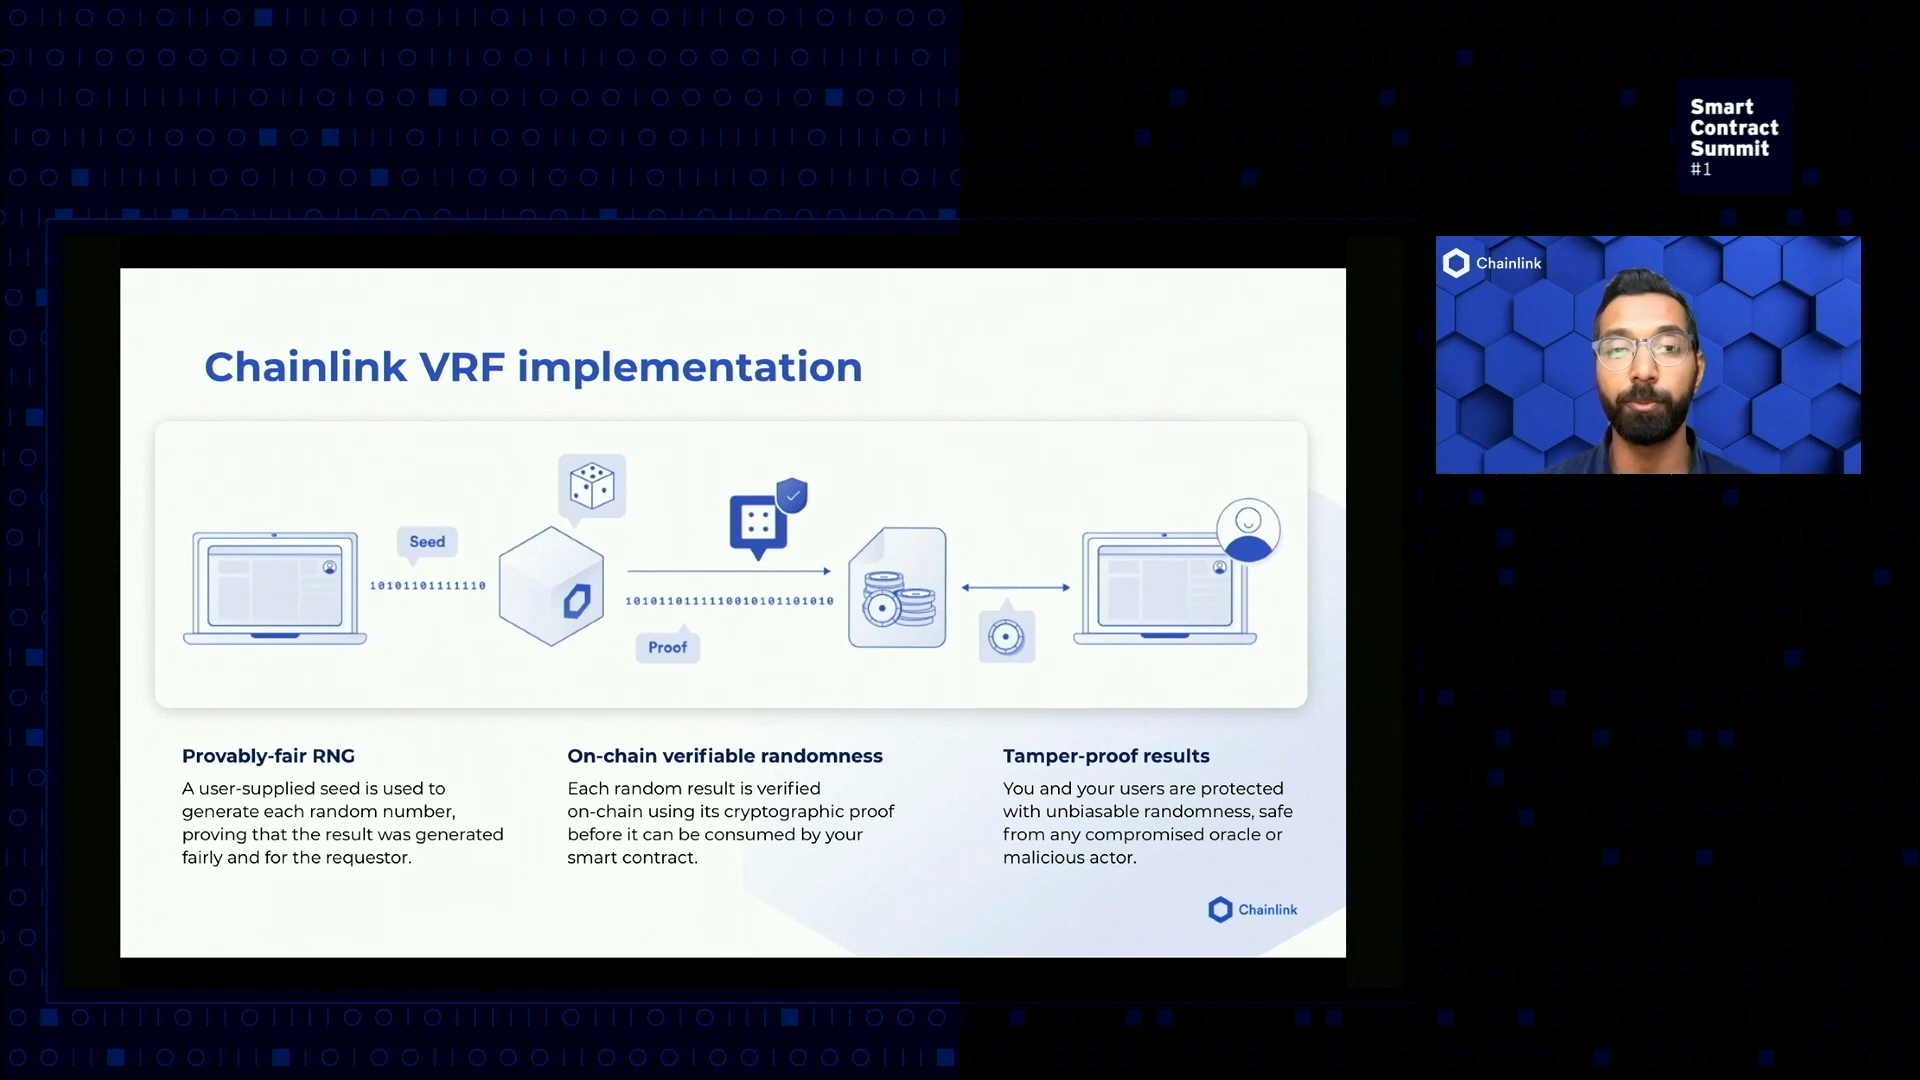 Smart
Contract
Summit
#1
Chainlink
Chainlink VRF implementation
Seed
10101101111110
101011011111100101011010​10
Proof
Provably-fair RNG
A user-supplied seed is used to
generate each random number,
proving that the result was generated
fairly and for the requestor.
On-chain verifiable randomness
Each random result is verified
on-chain using its cryptographic proof
before it can be consumed by your
smart contract.
Tamper-proof results
You and your users are protected
with unbiasable randomness, safe
from any compromised oracle or
malicious actor.
Chainlink